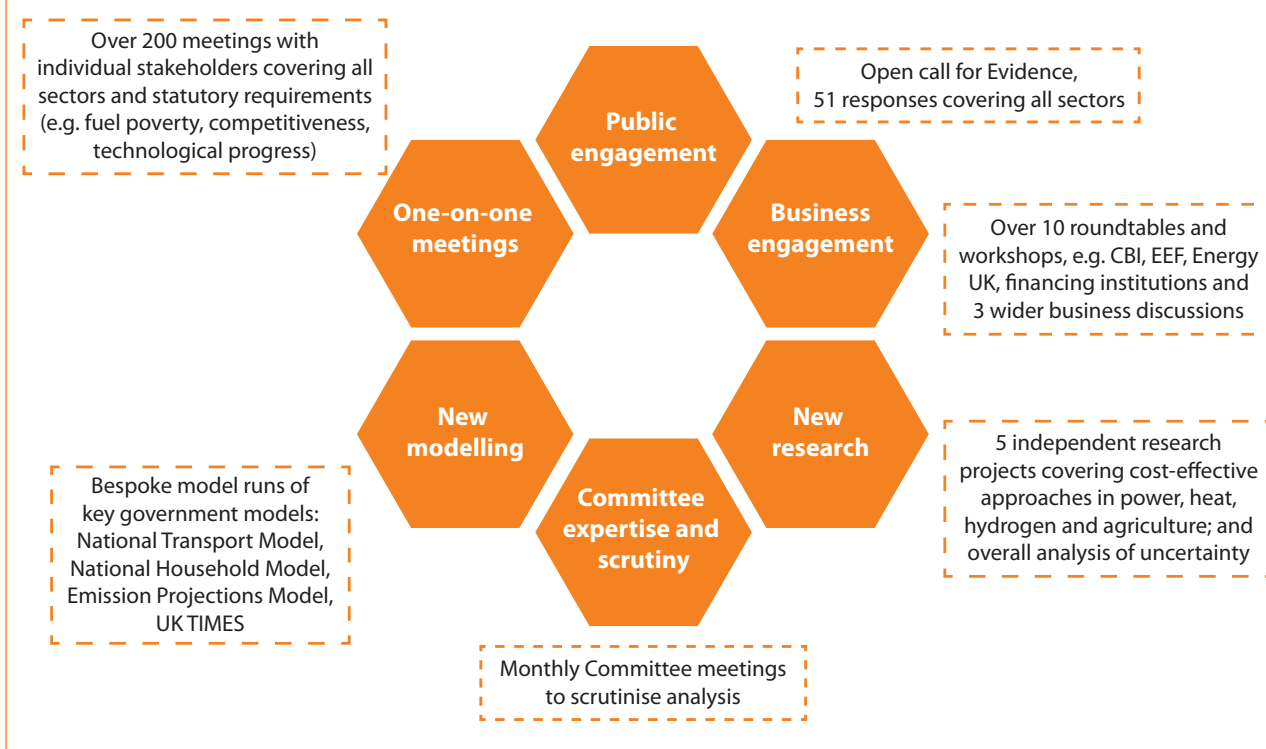 Over 200 meetings with
individual stakeholders covering all
sectors and statutory requirements
(e.g. fuel poverty, competitiveness,
technological progress)
Public
engagement
Open call for Evidence,
51 responses covering all sectors
One-on-one
meetings
Business
engagement
Over 10 roundtables and
workshops, e.g. CBI, EEF, Energy
UK, financing institutions and
3 wider business discussions
New
modelling
New
research
Bespoke model runs of
key government models:
National Transport Model,
National Household Model,
Emission Projections Model,
UK TIMES
Committee
expertise and
scrutiny
5 independent research
projects covering cost-effective
approaches in power, heat,
hydrogen and agriculture; and
overall analysis of uncertainty
Monthly Committee meetings
to scrutinise analysis